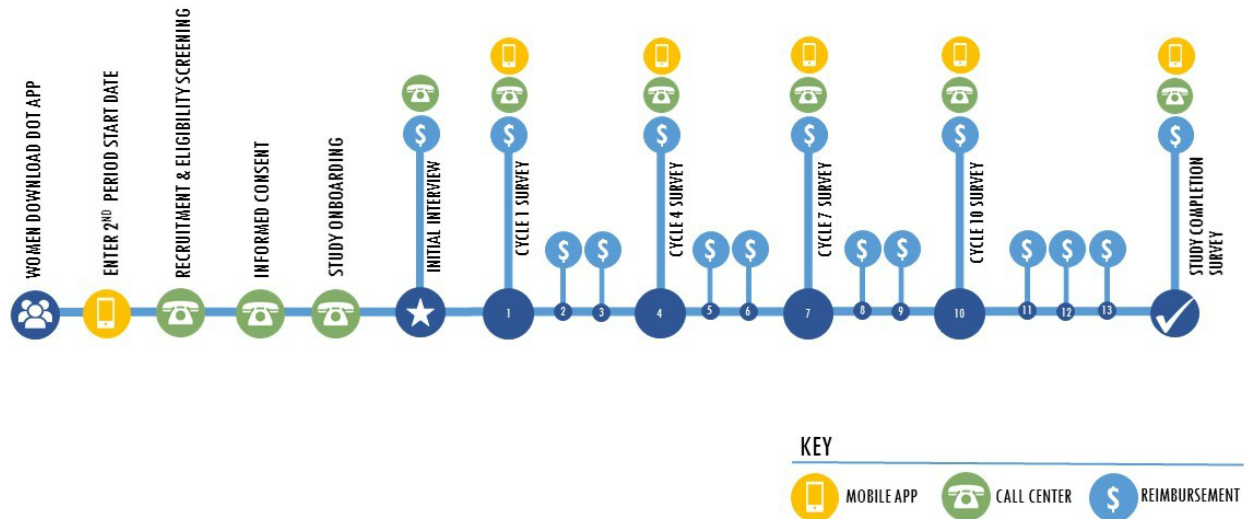 WOMEN DOWNLOAD DOT APP
ENTER 2ND PERIOD START DATE
RECRUITMENT & ELIGIBILITY SCREENING
INFORMED CONSENT
STUDY ONBOARDING
$
INITIAL INTERVIEW
$
CYCLE 1 SURVEY
$
$
$
CYCLE 4 SURVEY
$
$
$
CYCLE 7 SURVEY
$
$
$
CYCLE 10 SURVEY
$
$
$
$
STUDY COMPLETION
SURVEY
1
2
3
4
5
6
7
8
9
10
11
12
13
KEY
MOBILE APP
CALL CENTER
$ REIMBURSEMENT